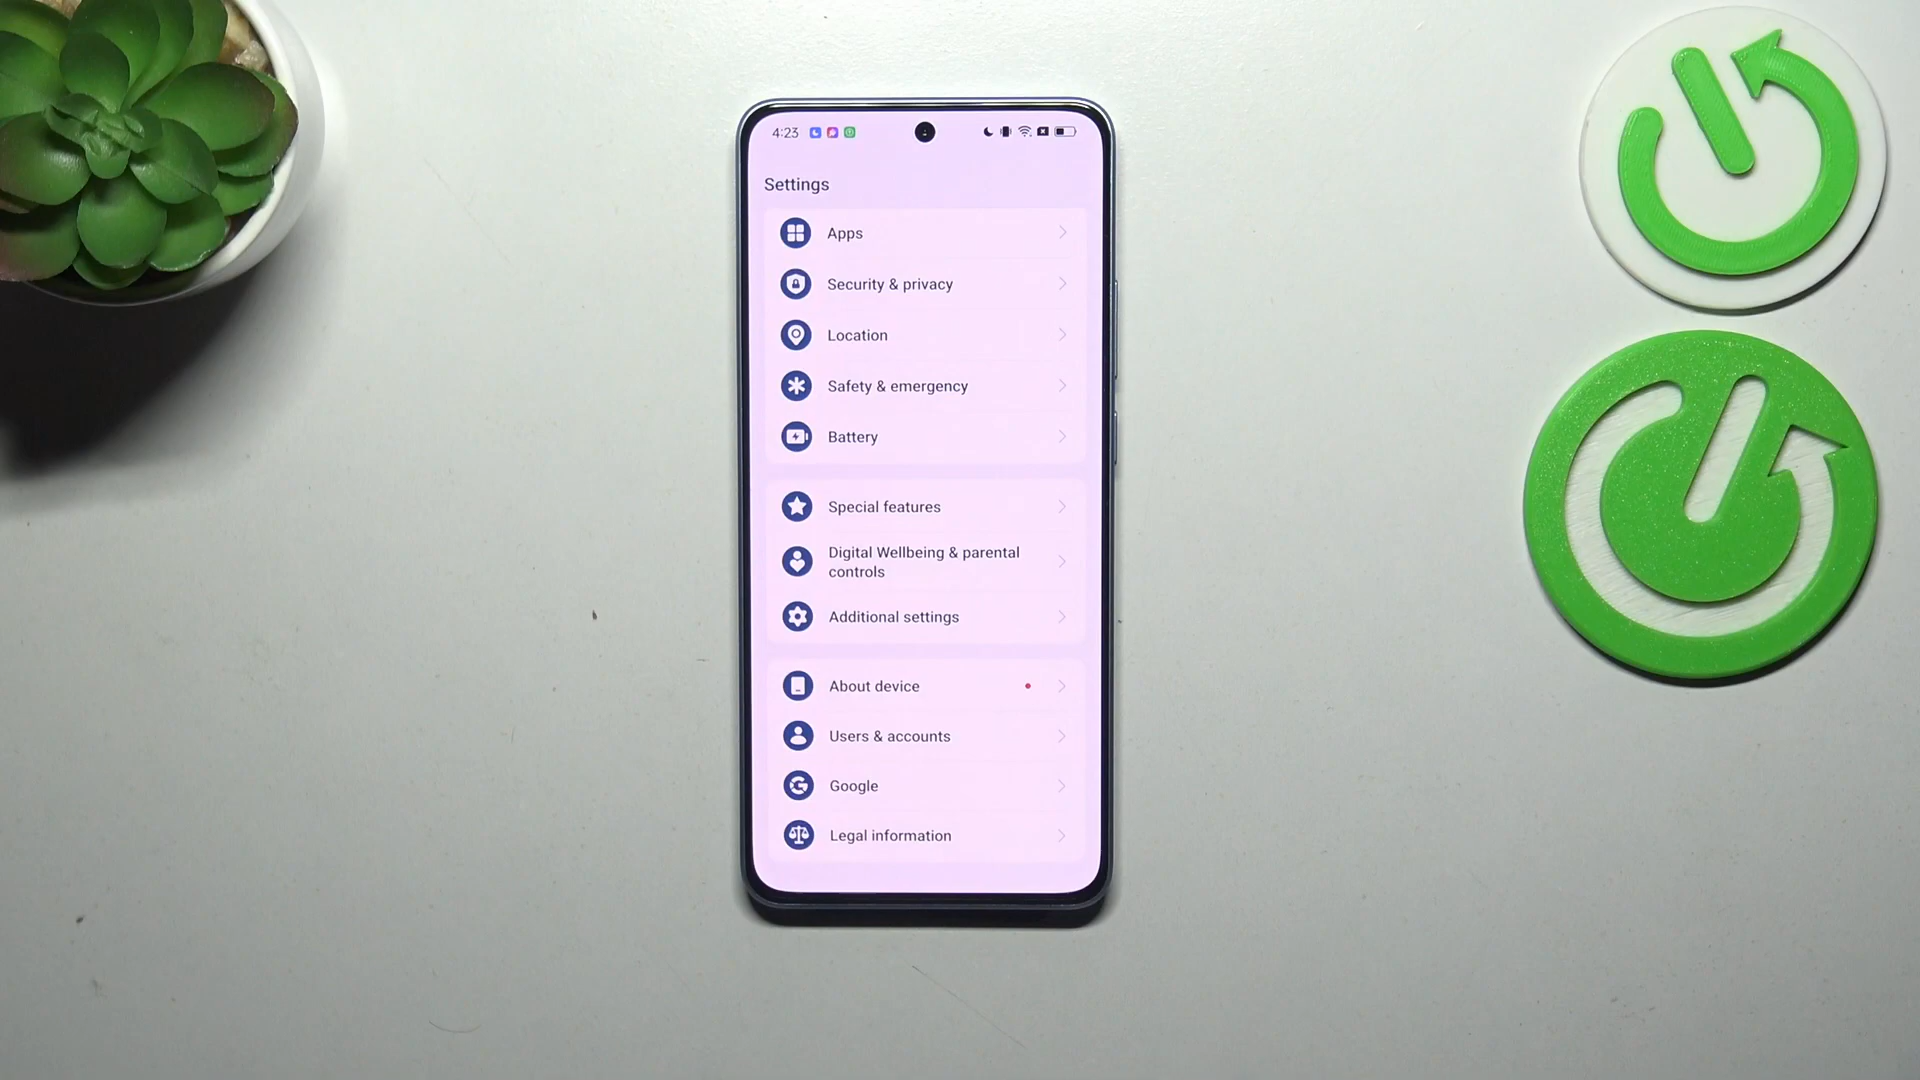 4:23
Settings
Apps
Security & privacy
Location
Safety & emergency
Battery
Special features
Digital Wellbeing & parental
controls
Additional settings
About device
Users & accounts
Google
Legal information